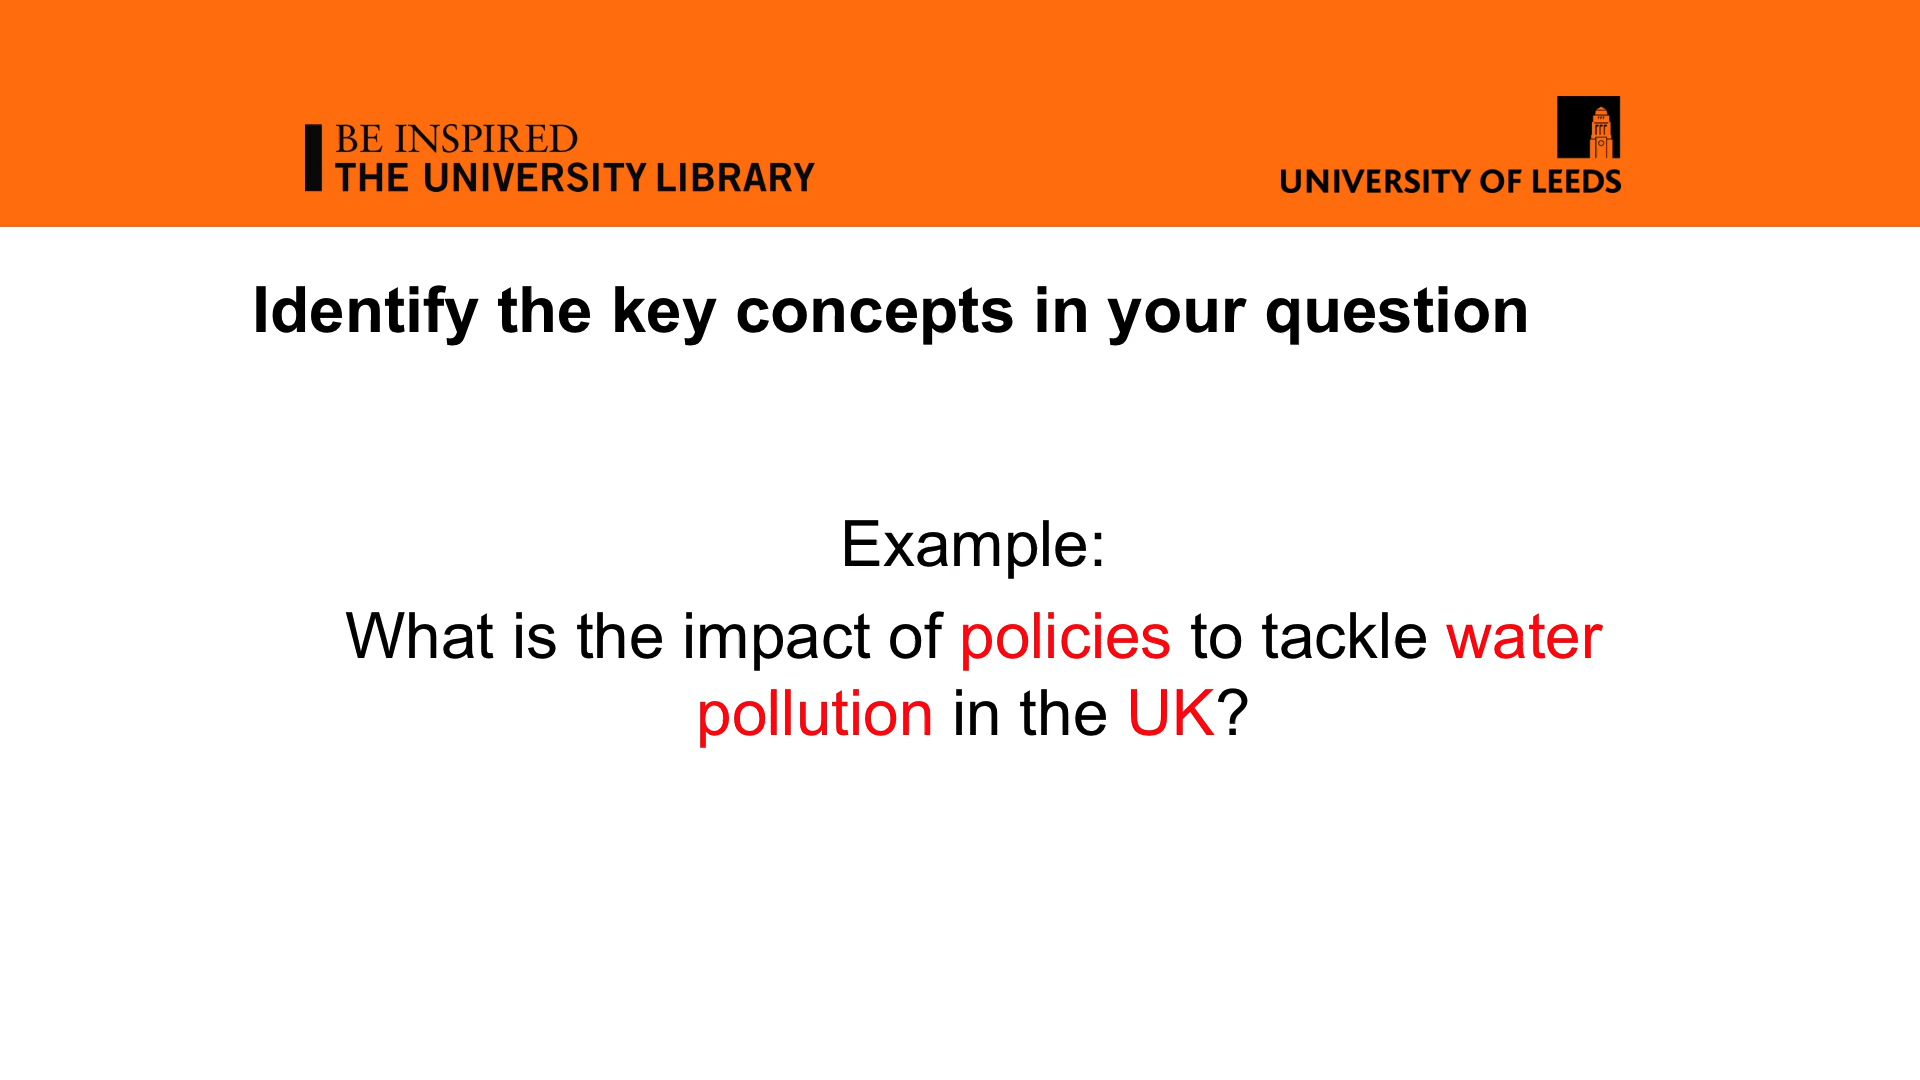 BE INSPIRED
THE UNIVERSITY LIBRARY
UNIVERSITY OF LEEDS
Identify the key concepts in your question
Example:
What is the impact of policies to tackle water
pollution in the UK?